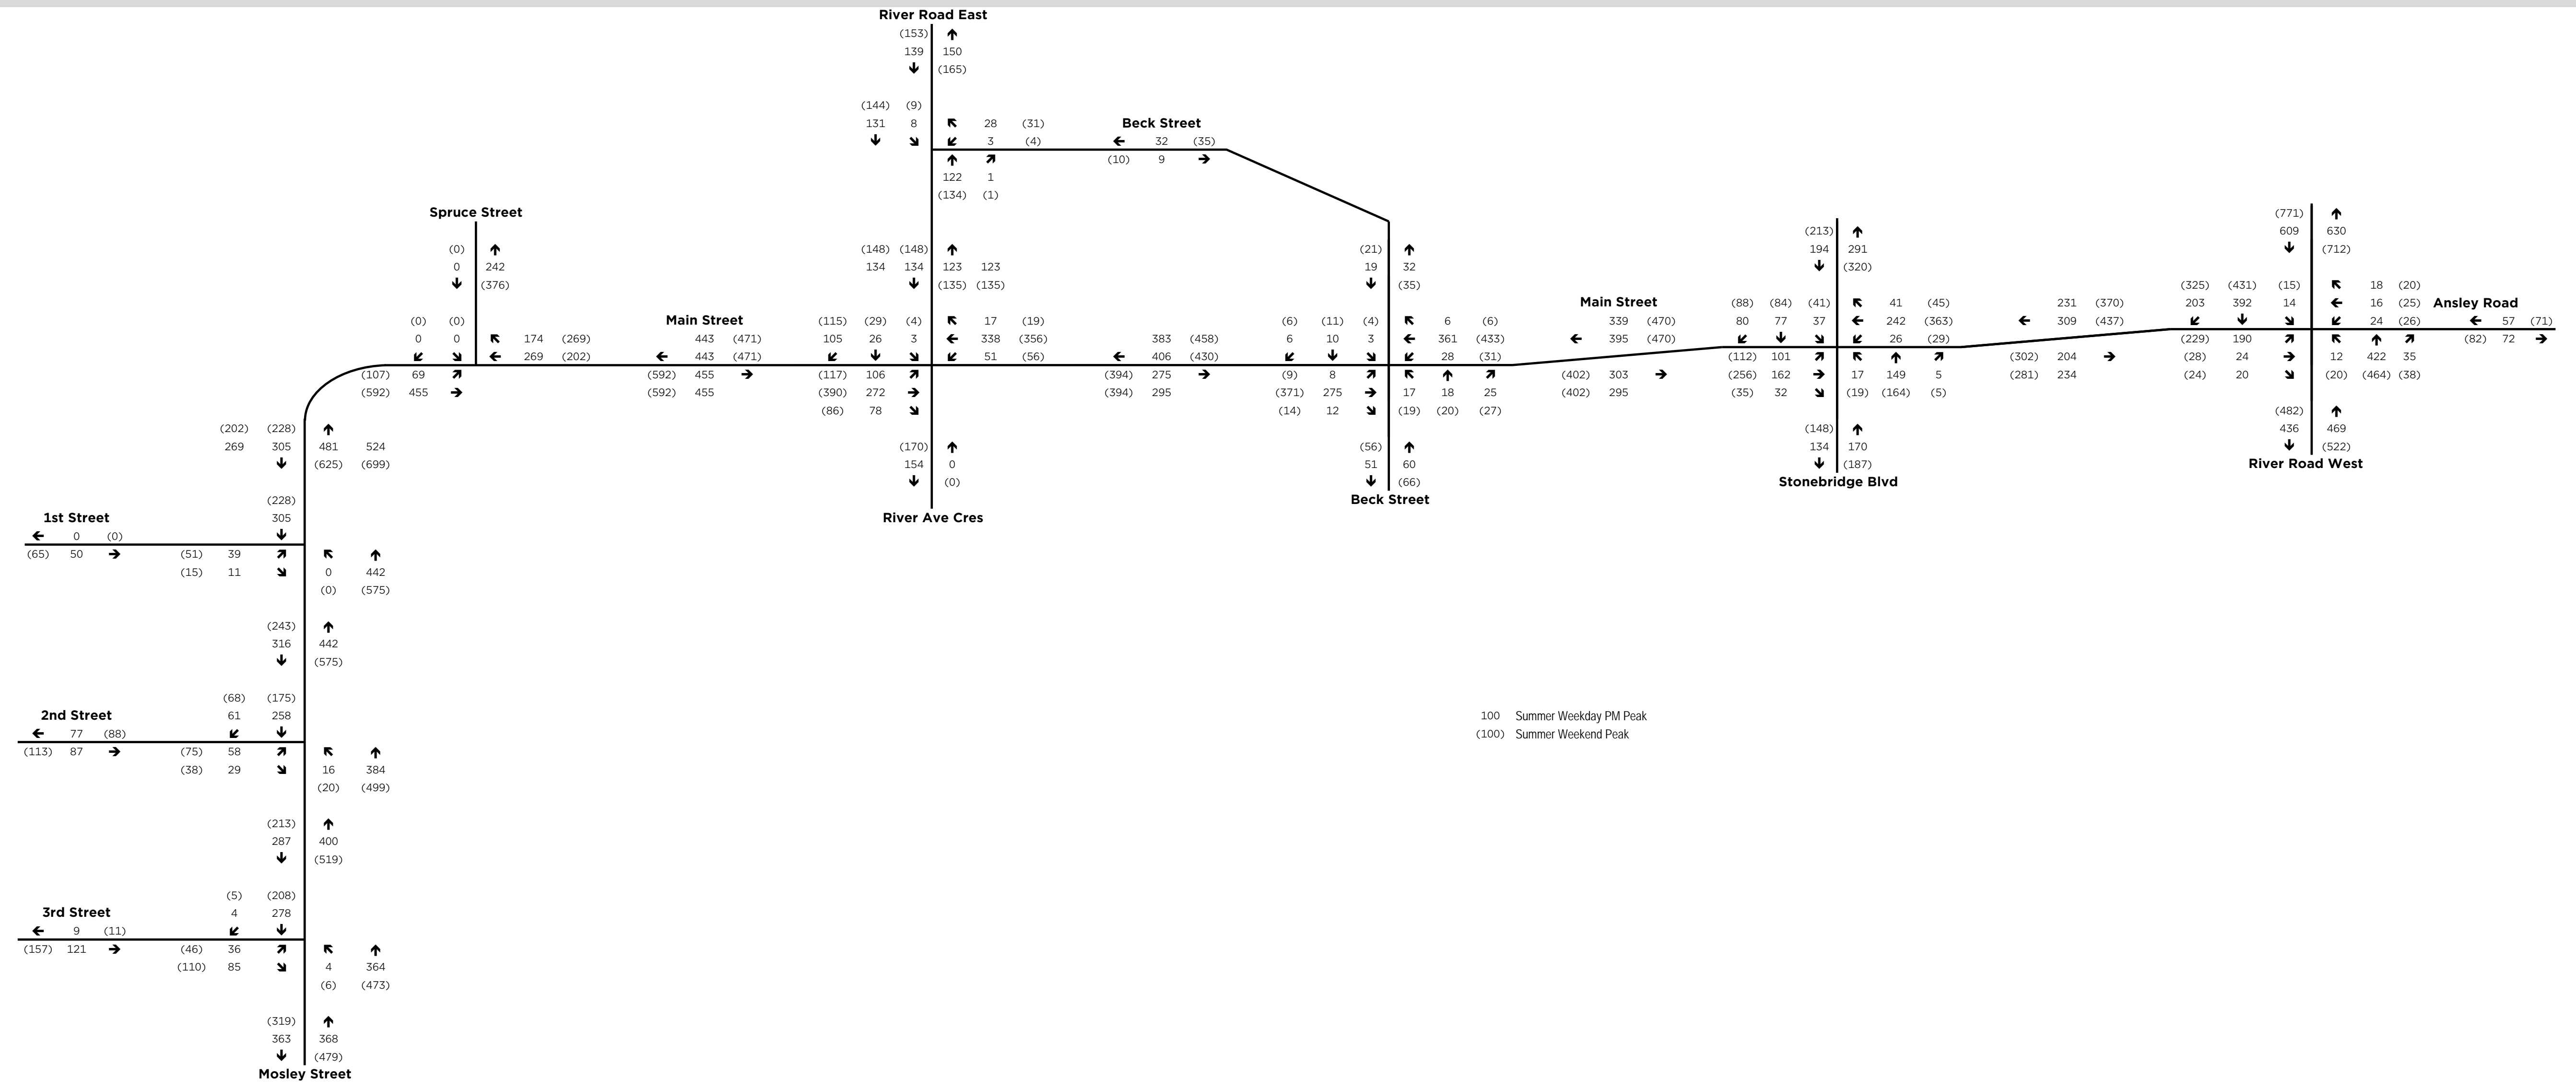 River Road East
(153)
139 150
(165)
(144) (9)
131 8 28 (31) Beck Street
3 (4) 32 (35)
(10) 9
122 1
(134) (1)
Spruce Street
(771)
(213) 609 630
(0) (148) (148) (21) 194 291 (712)
0 242 134 134 123 123 19 32 (320)
(376) (135) (135) (35) (325) (431) (15) 18 (20)
Main Street (88) (84) (41) 41 (45) 231 (370) 203 392 14 16 (25) Ansley Road
(0) (0) Main Street (115) (29) (4) 17 (19) (6) (11) (4) 6 (6) 339 (470) 80 77 37 242 (363) 309 (437) 24 (26) 57 (71)
0 0 174 (269) 443 (471) 105 26 3 338 (356) 383 (458) 6 10 3 361 (433) 395 (470) 26 (29) (229) 190 (82) 72
269 (202) 443 (471) 51 (56) 406 (430) 28 (31) (112) 101 (302) 204 (28) 24 12 422 35
(107) 69 (592) 455 (117) 106 (394) 275 (9) 8 (402) 303 (256) 162 17 149 5 (281) 234 (24) 20 (20) (464) (38)
(592) 455 (592) 455 (390) 272 (394) 295 (371) 275 17 18 25 (402) 295 (35) 32 (19) (164) (5)
(86) 78 (14) 12 (19) (20) (27) (482)
(202) (228) (148) 436 469
269 305 481 524 (170) (56) 134 170 (522)
(625) (699) 154 0 51 60 (187) River Road West
(0) (66) Stonebridge Blvd
(228) Beck Street
1st Street 305 River Ave Cres
0 (0)
(65) 50 (51) 39
(15) 11 0 442
(0) (575)
(243)
316 442
(575)
(68) (175)
2nd Street 61 258 100 Summer Weekday PM Peak
77 (88) (100) Summer Weekend Peak
(113) 87 (75) 58
(38) 29 16 384
(20) (499)
(213)
287 400
(519)
(5) (208)
3rd Street 4 278
9 (11)
(157) 121 (46) 36
(110) 85 4 364
(6) (473)
(319)
363 368
(479)
Mosley Street